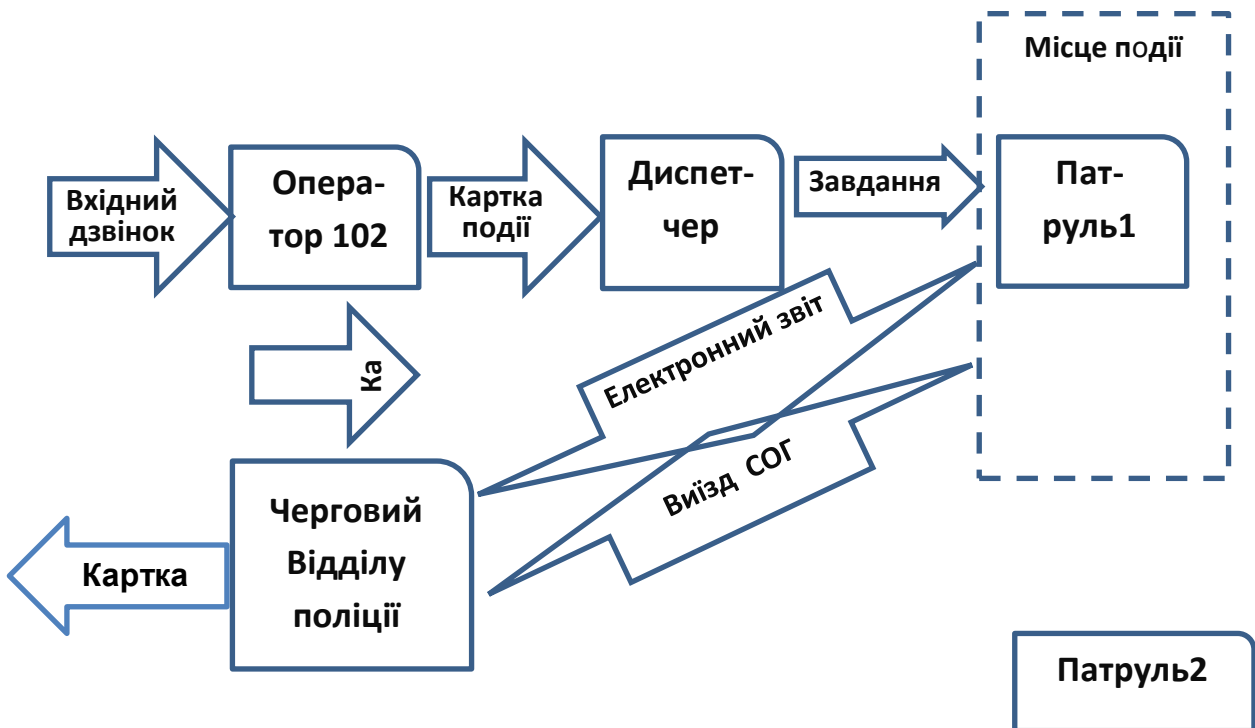 Місце події
Вхідний
дзвінок
Опера-
тор 102
Картка
події
Диспет-
чер
Завдання
Пат-
руль1
Ка
Електронний звіт
Виїзд СОГ
Черговий
Відділу
поліції
Картка
Патруль2